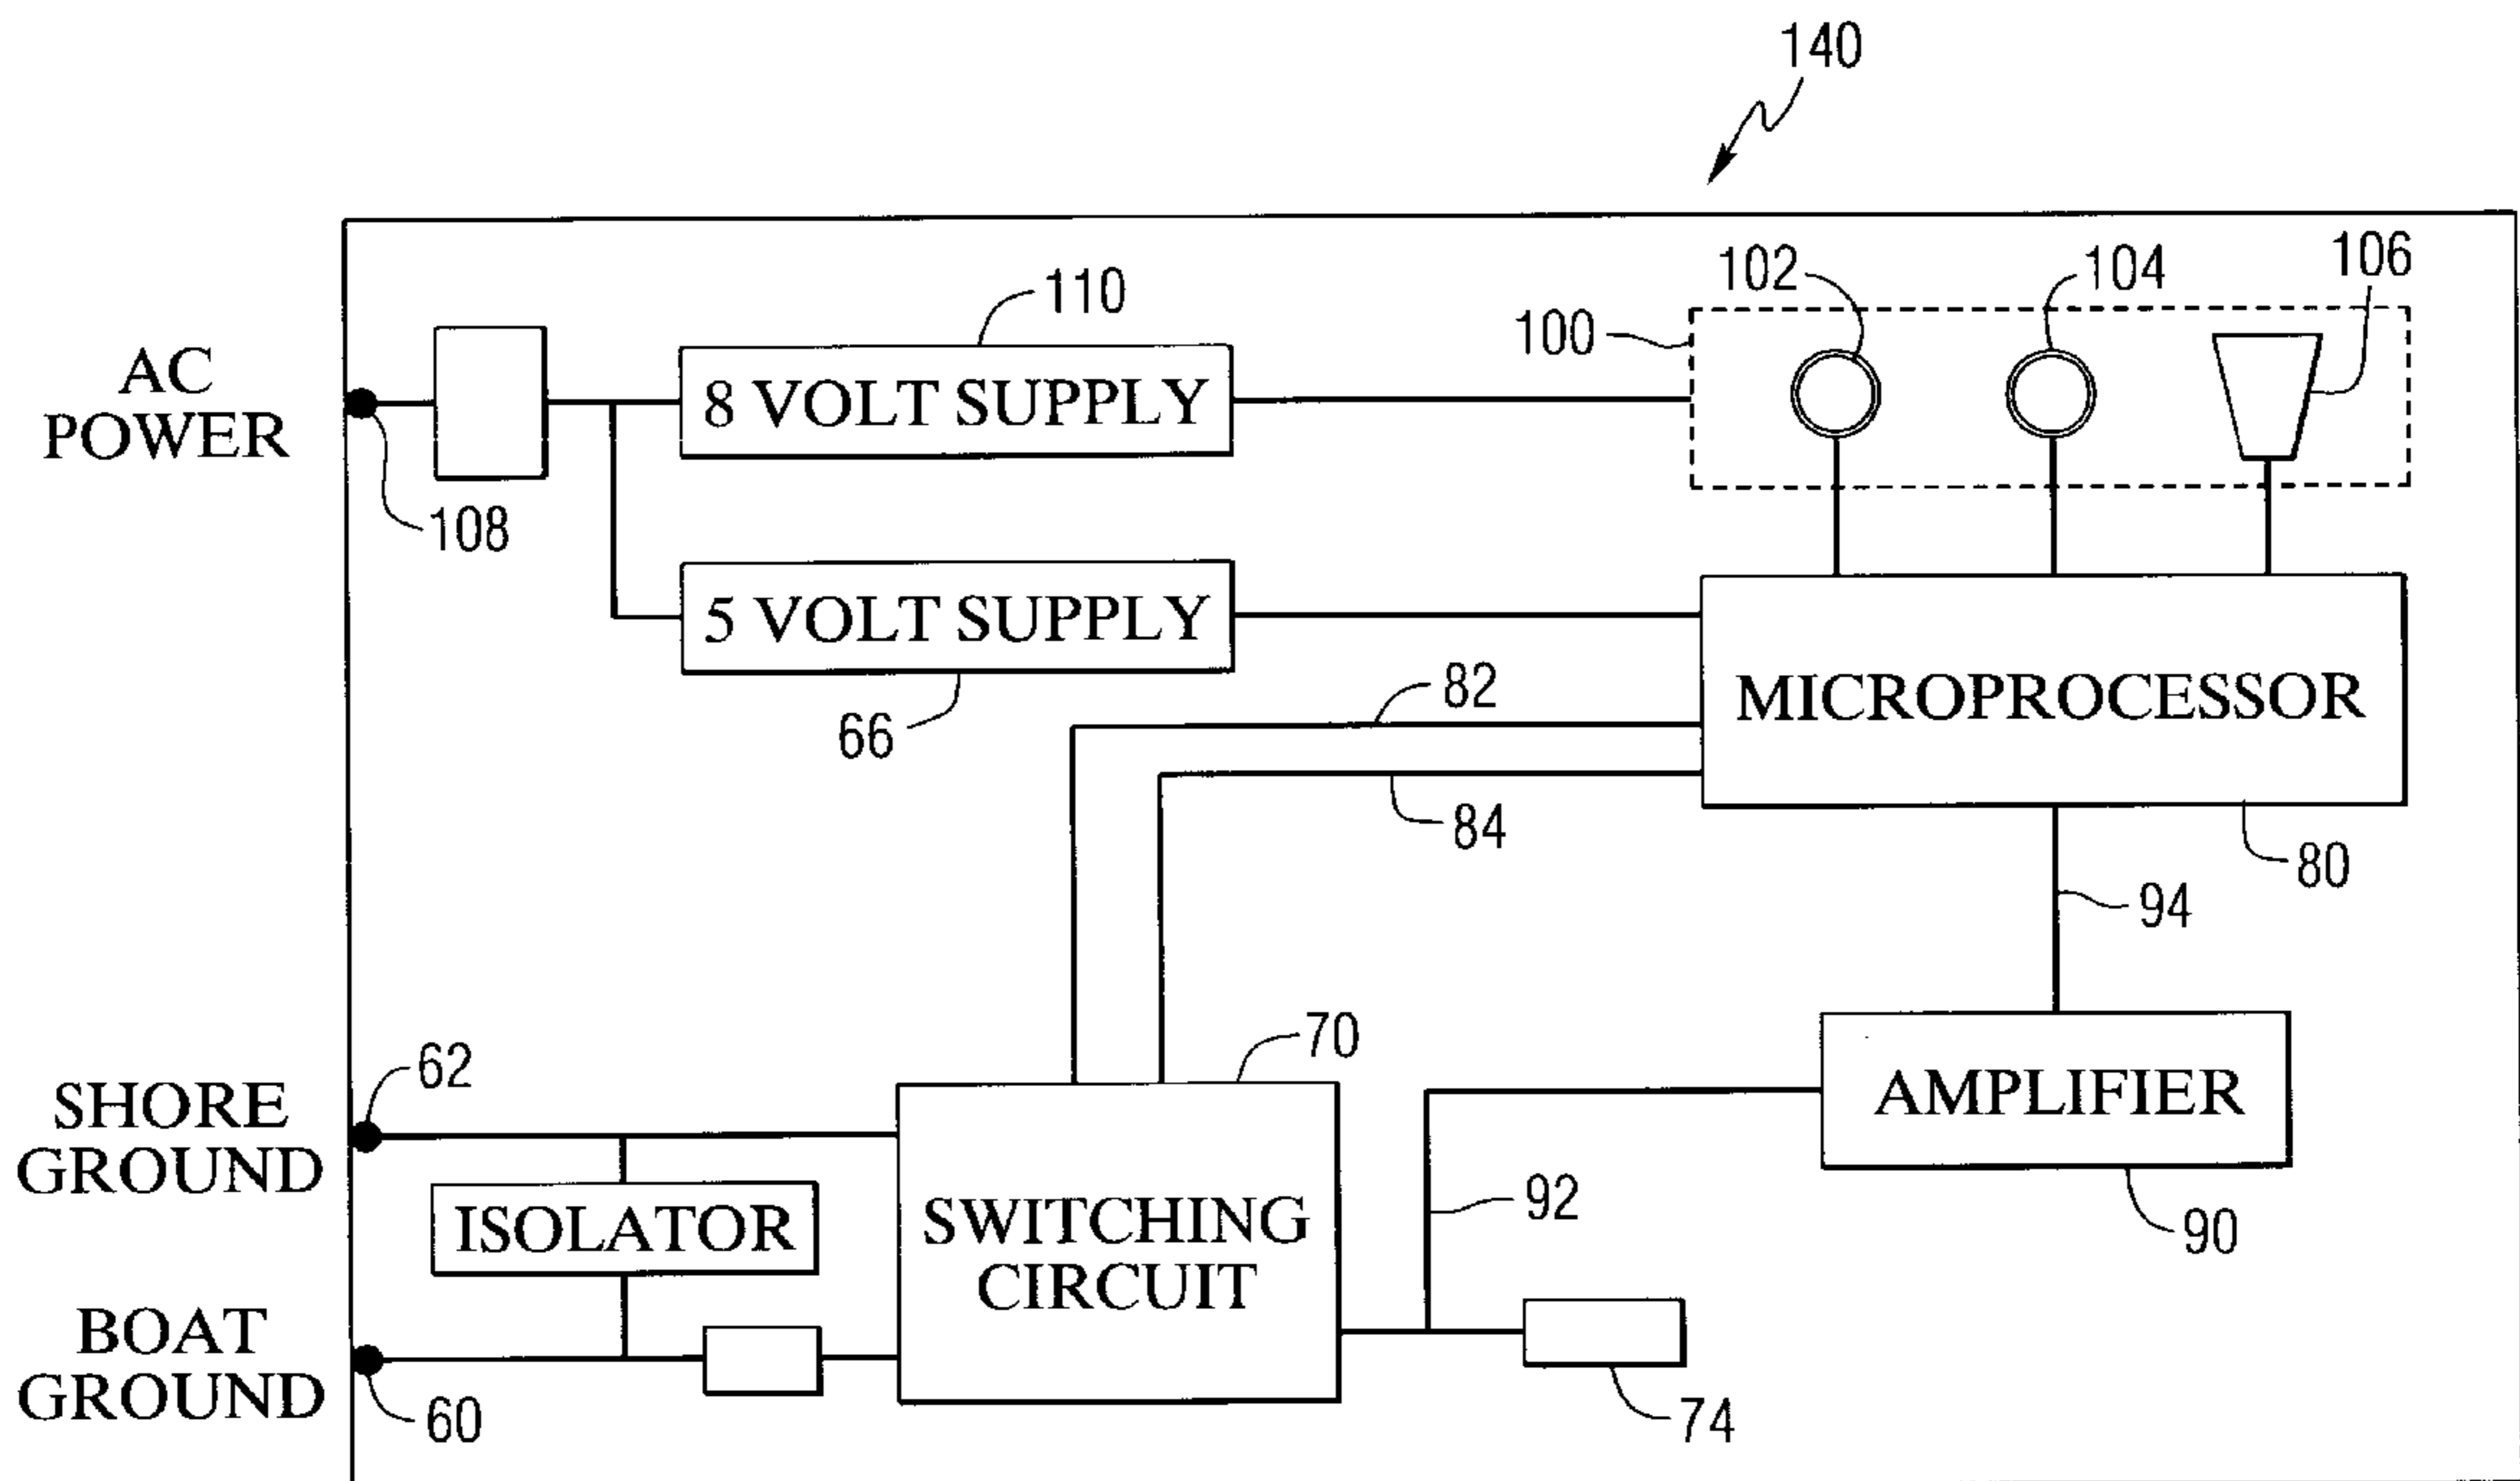 140
102
104
106
110
100
AC
POWER
8 VOLT SUPPLY
108
5 VOLT SUPPLY
66
82
MICROPROCESSOR
84
80
94
62
70
SHORE
GROUND
AMPLIFIER
ISOLATOR
SWITCHING
CIRCUIT
92
90
BOAT
GROUND
60
74